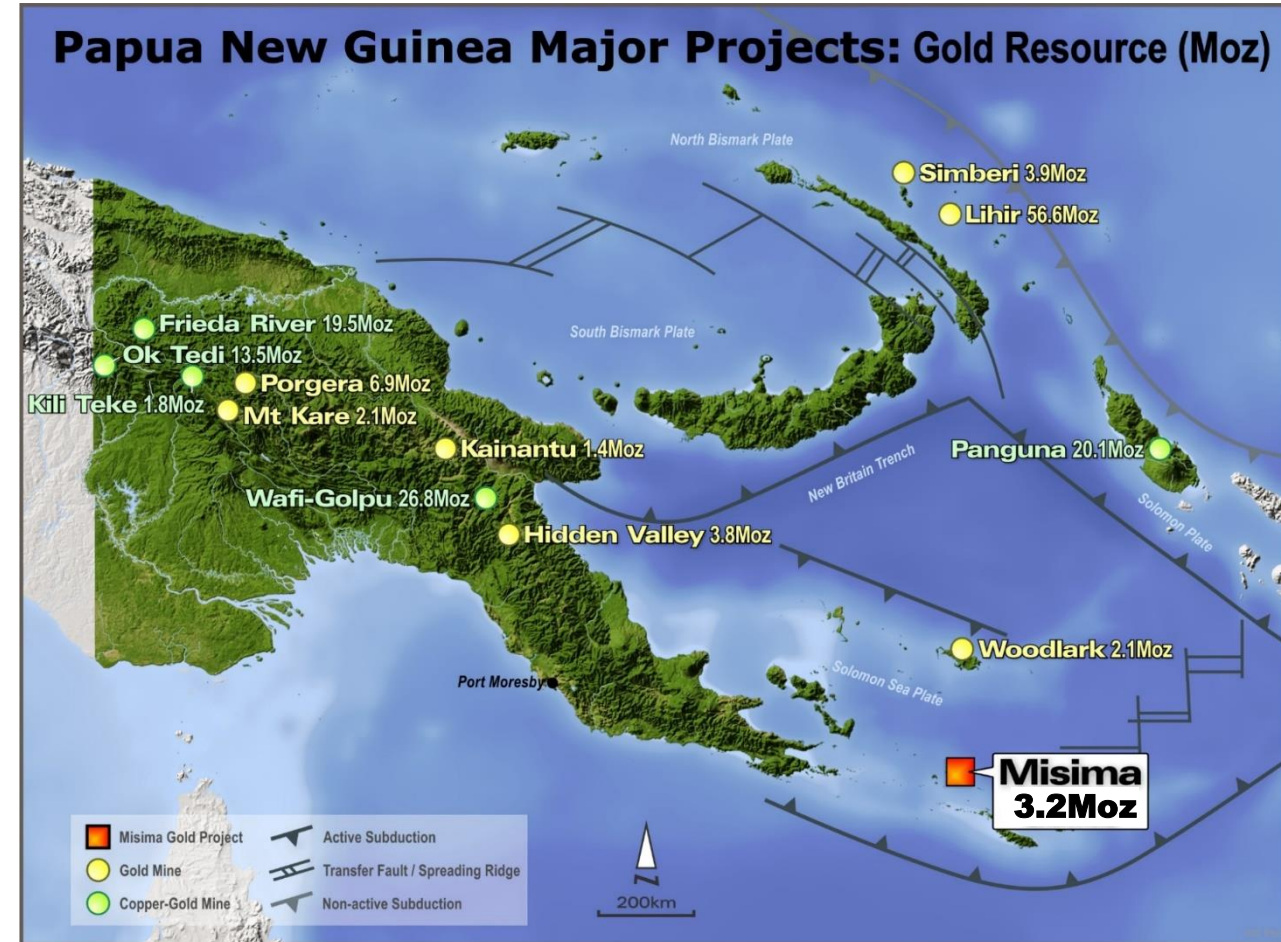 Papua New Guinea Major Projects: Gold Resource (Moz)
North Bismark Plate
Simberi 3.9Moz
Lihir 56.6Moz
Frieda River 19.5Moz
South Bismark Plate
Ok Tedi 13.5Moz
Porgera 6.9Moz
Kili Teke 1.8Moz
Mt Kare 2.1Moz
Kainantu 1.4Moz
Panguna 20.1Moz
New Britain Trench
Wafi-Golpu 26.8Moz
Solomon Plate
Hidden Valley 3.8Moz
Woodlark 2.1Moz
Port Moresby
Solomon Sea Plate
Misima
3.2Moz
Misima Gold Project
Active Subduction
Gold Mine
Transfer Fault / Spreading Ridge
Copper-Gold Mine
Non-active Subduction
N
200km